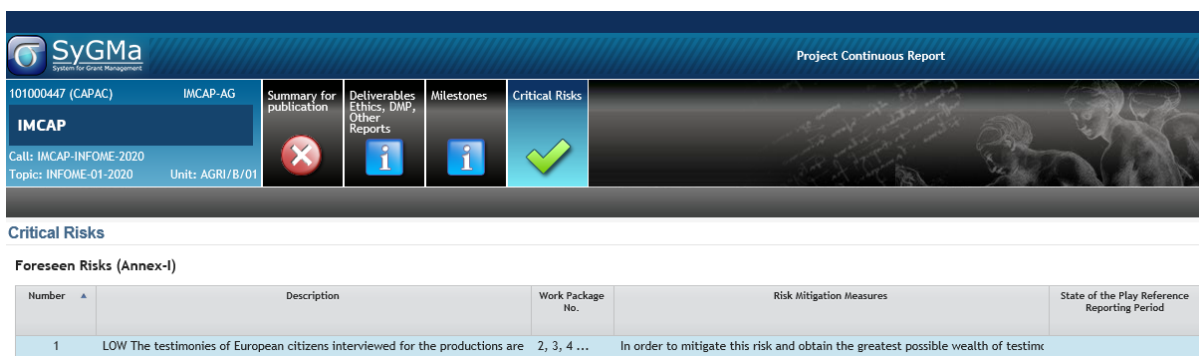 SyGMa
System for Grant Management
Project Continuous Report
101000447 (CAPAC) IMCAP-AG
IMCAP
Call: IMCAP-INFOME-2020
Topic: INFOME-01-2020 Unit: AGRI/B/01
Summary for
publication
Deliverables
Ethics, DMP,
Other
Reports
Milestones
Critical Risks
Critical Risks
Foreseen Risks (Annex-I)
Number
Description
Work Package
No.
Risk Mitigation Measures
State of the Play Reference
Reporting Period
1 LOW The testimonies of European citizens interviewed for the productions are 2, 3, 4 ... In order to mitigate this risk and obtain the greatest possible wealth of